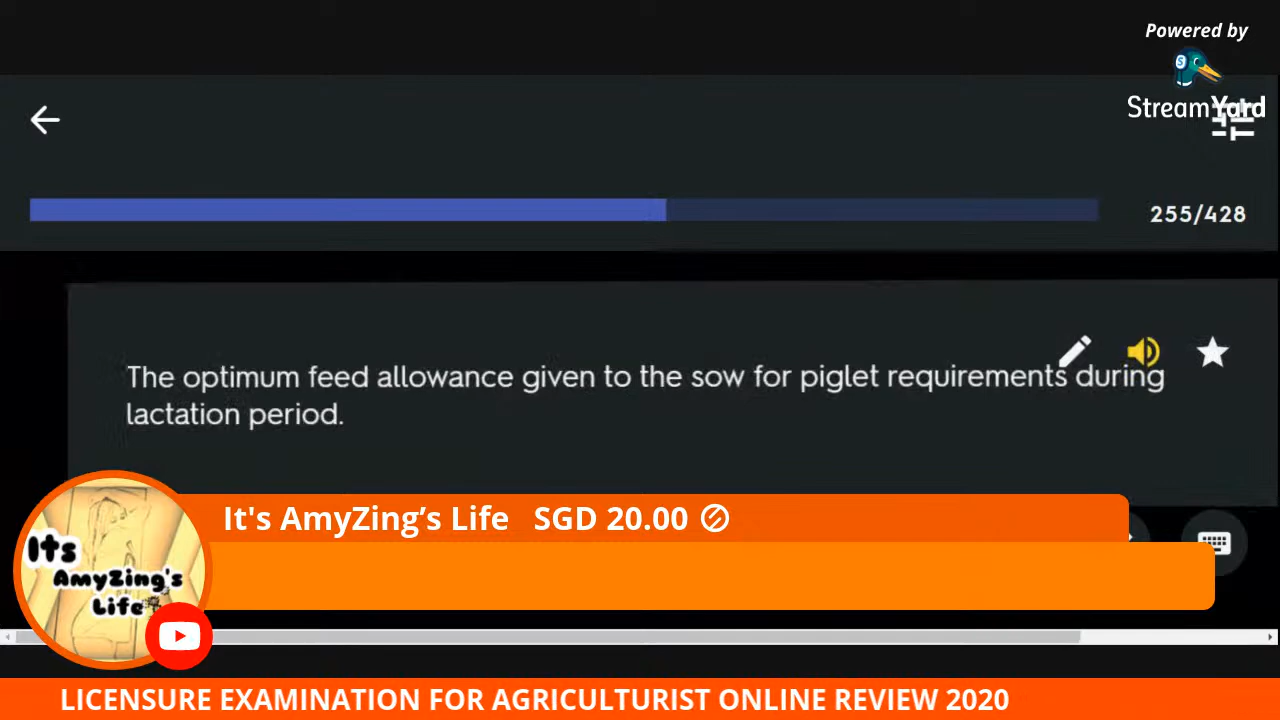 Powered by
StreamYard
255/428
The optimum feed allowance given to the sow for piglet requirements during
lactation period.
It's AmyZing’s Life SGD 20.00
Its
AmyZing's
Life
LICENSURE EXAMINATION FOR AGRICULTURIST ONLINE REVIEW 2020